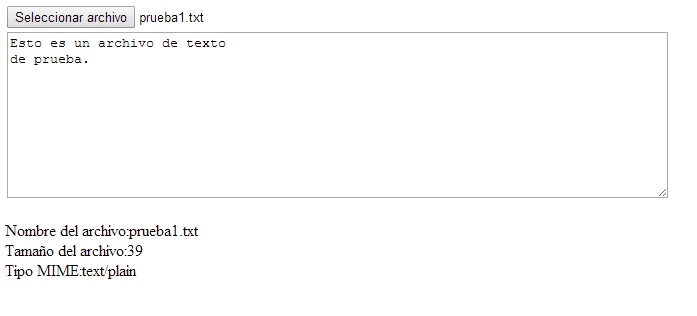 Seleccionar archivo prueba1.txt
Esto es un archivo de texto
de prueba.
Nombre del archivo:prueba1.txt
Tamaño del archivo:39
Tipo MIME:text/plain